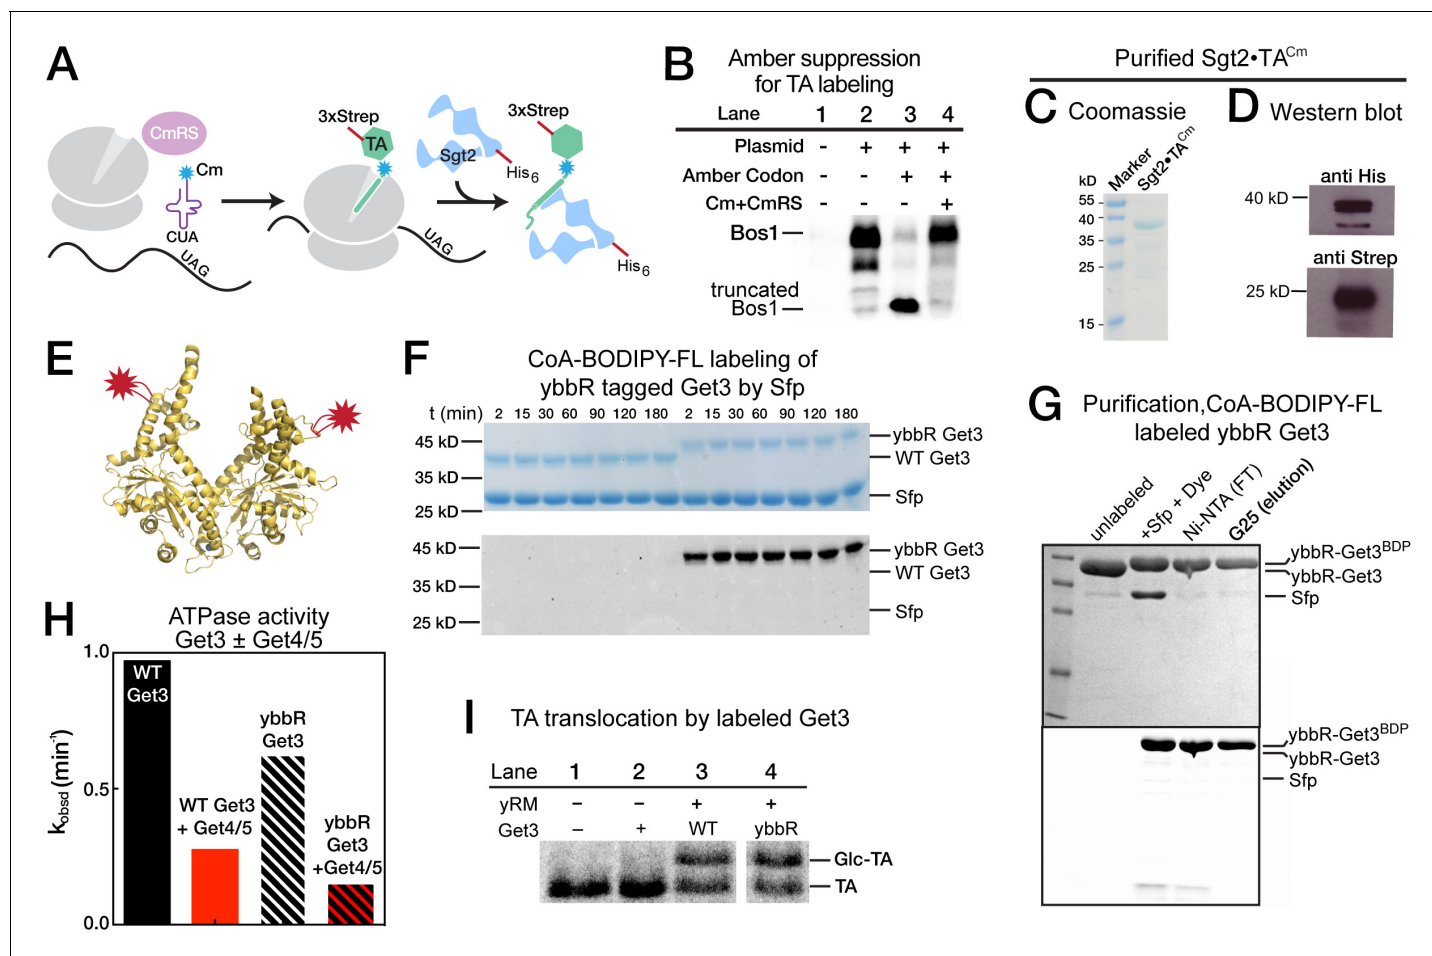 A
CmRS
Cm
CUA
UAG
3xStrep
TA
UAG
Sgt2
His6
3xStrep
His6
B
Amber suppression
for TA labeling
Lane 1 2 3 4
Plasmid - + + +
Amber Codon - - + +
Cm+CmRS - - - +
Bos1
truncated
Bos1
Purified Sgt2•TA^Cm
C Coomassie
kD
Marker
Sgt2•TA^Cm
55
40
35
25
15
D Western blot
anti His
40 kD
anti Strep
25 kD
E
F
CoA-BODIPY-FL labeling of
ybbR tagged Get3 by Sfp
t (min) 2 15 30 60 90 120 180 2 15 30 60 90 120 180
45 kD
35 kD
25 kD
ybbR Get3
WT Get3
Sfp
45 kD
35 kD
25 kD
ybbR Get3
WT Get3
Sfp
G
Purification,CoA-BODIPY-FL
labeled ybbR Get3
unlabeled
+Sfp + Dye
Ni-NTA (FT)
G25 (elution)
ybbR-Get3^BDP
ybbR-Get3
Sfp
ybbR-Get3^BDP
ybbR-Get3
Sfp
H
ATPase activity
Get3 ± Get4/5
kobsd (min⁻¹)
1.0
0.5
0.0
WT
Get3
WT Get3
+ Get4/5
ybbR
Get3
ybbR
Get3
+Get4/5
I
TA translocation by labeled Get3
Lane 1 2 3 4
yRM - - + +
Get3 - + WT ybbR
Glc-TA
TA